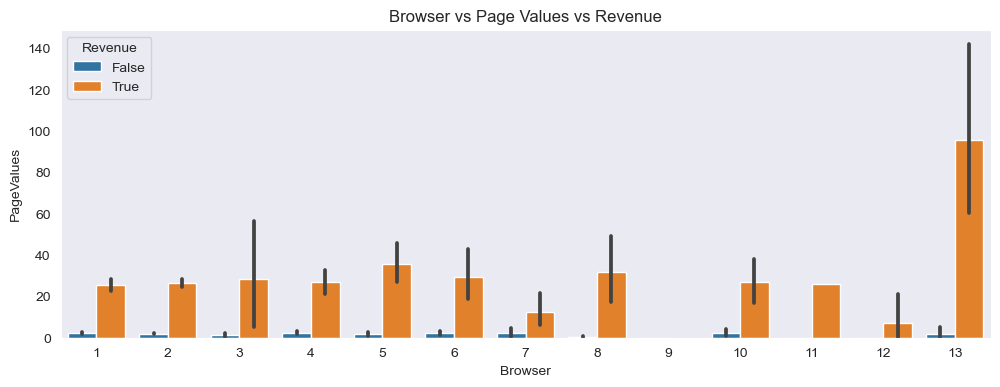 Browser vs Page Values vs Revenue
Revenue
False
True
PageValues
140
120
100
80
60
40
20
0
1 2 3 4 5 6 7 8 9 10 11 12 13
Browser